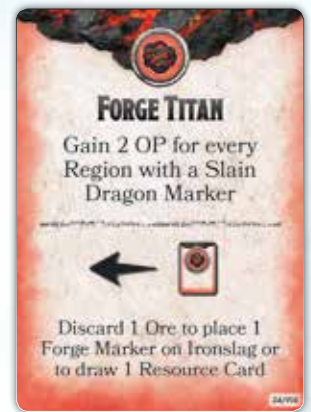 FORGE TITAN
Gain 2 OP for every
Region with a Slain
Dragon Marker
Discard 1 Ore to place 1
Forge Marker on Ironslag or
to draw 1 Resource Card